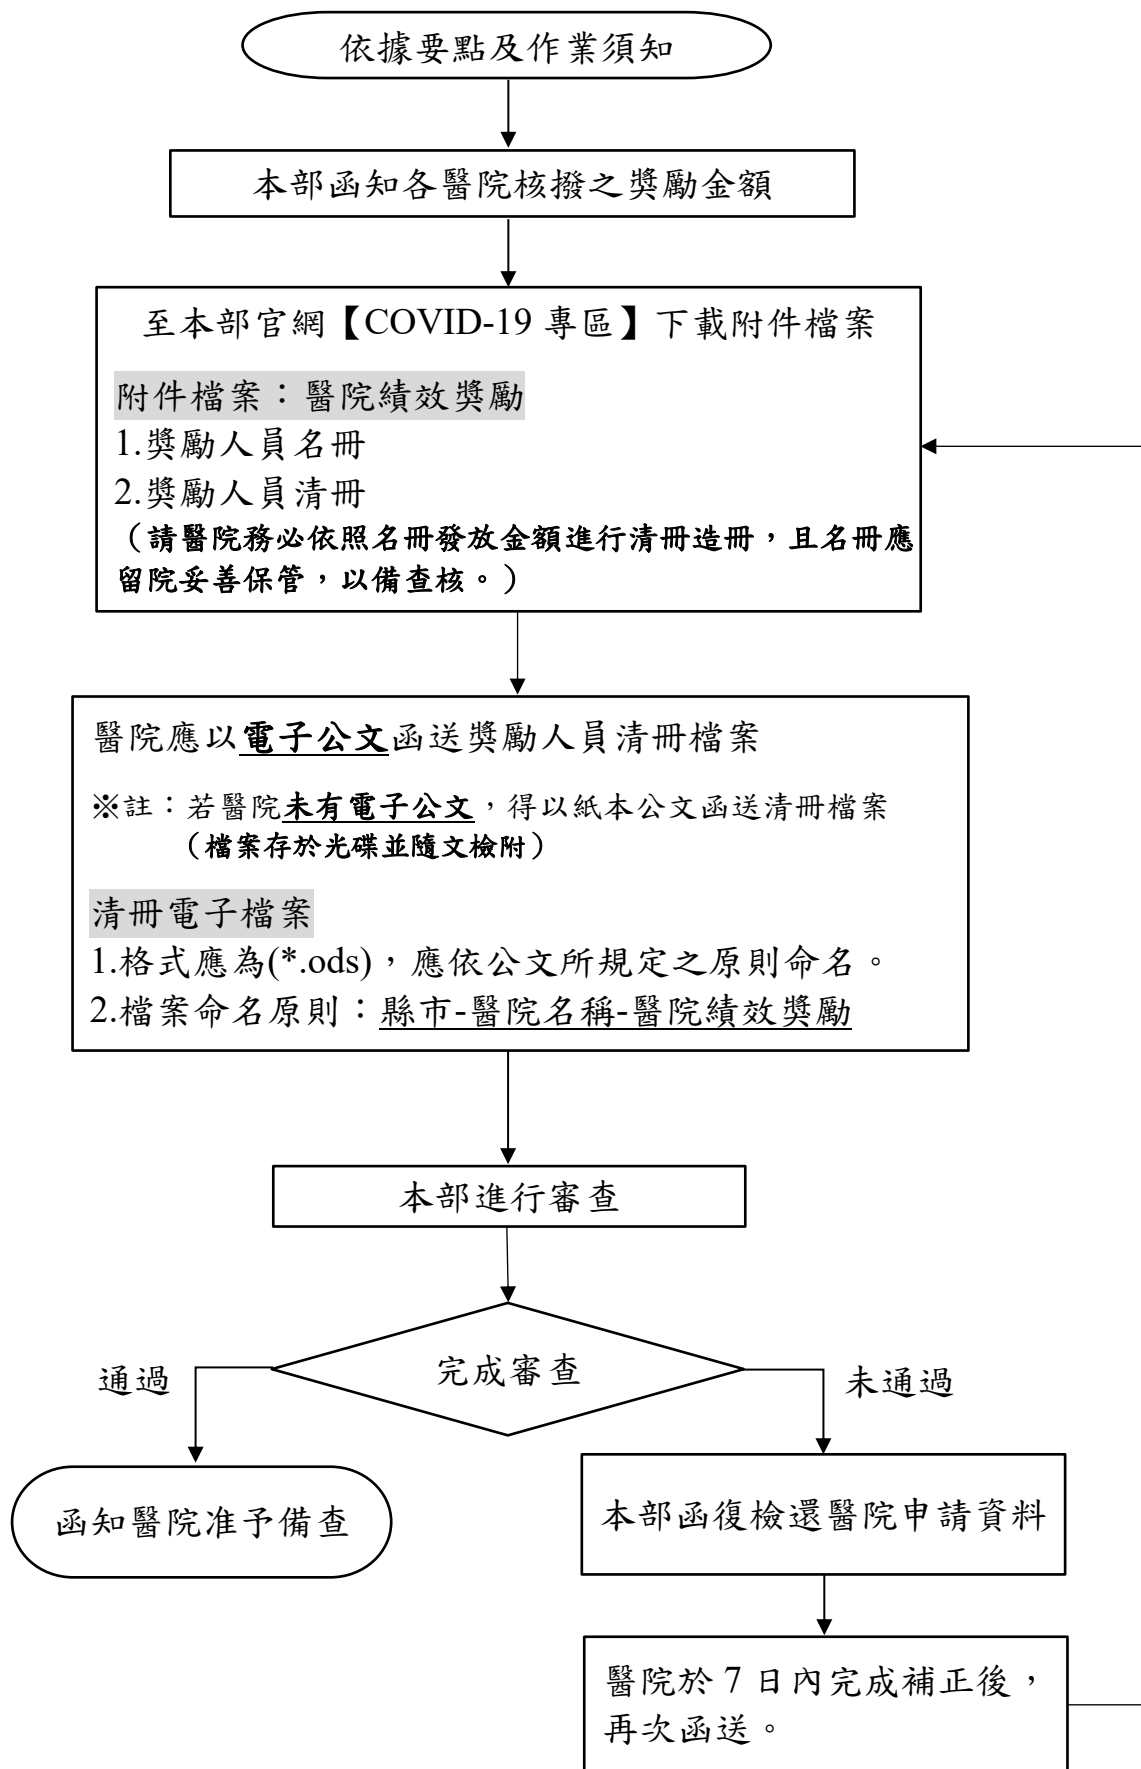 依據要點及作業須知
本部函知各醫院核撥之獎勵金額
至本部官網【COVID-19 專區】下載附件檔案
附件檔案：醫院績效獎勵
1.獎勵人員名冊
2.獎勵人員清冊
（請醫院務必依照名冊發放金額進行清冊造冊，且名冊應
留院妥善保管，以備查核。）
醫院應以電子公文函送獎勵人員清冊檔案
※註：若醫院未有電子公文，得以紙本公文函送清冊檔案
（檔案存於光碟並隨文檢附）
清冊電子檔案
1.格式應為(*.ods)，應依公文所規定之原則命名。
2.檔案命名原則：縣市-醫院名稱-醫院績效獎勵
本部進行審查
完成審查
通過
未通過
函知醫院准予備查
本部函復檢還醫院申請資料
醫院於 7 日內完成補正後，
再次函送。